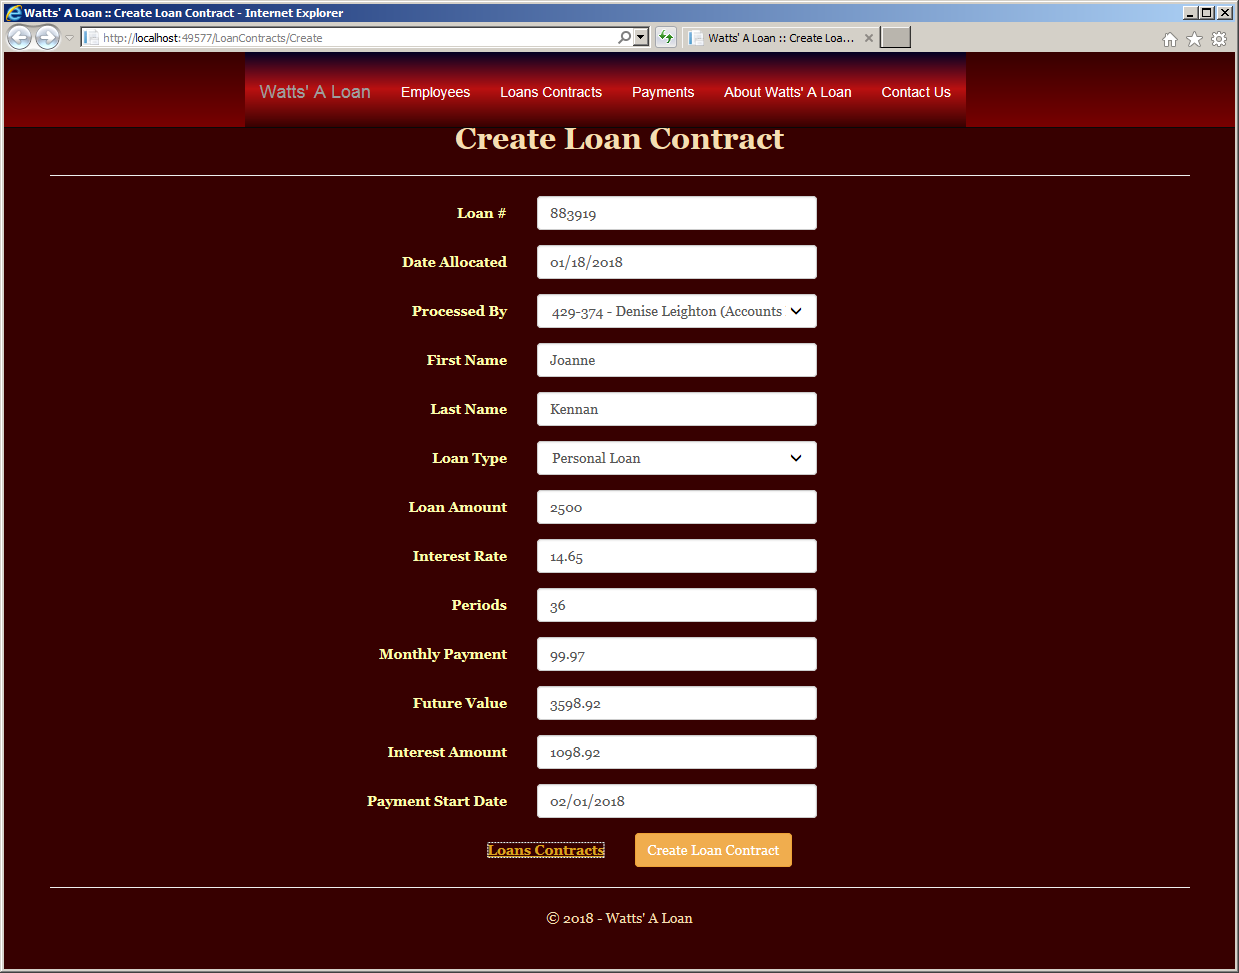 Watts' A Loan :: Create Loan Contract - Internet Explorer
http://localhost:49577/LoanContracts/Create
Watts' A Loan :: Create Loa...
Watts' A Loan Employees Loans Contracts Payments About Watts' A Loan Contact Us
Create Loan Contract
Loan # 883919
Date Allocated 01/18/2018
Processed By 429-374 - Denise Leighton (Accounts
First Name Joanne
Last Name Kennan
Loan Type Personal Loan
Loan Amount 2500
Interest Rate 14.65
Periods 36
Monthly Payment 99.97
Future Value 3598.92
Interest Amount 1098.92
Payment Start Date 02/01/2018
Loans Contracts Create Loan Contract
© 2018 - Watts' A Loan